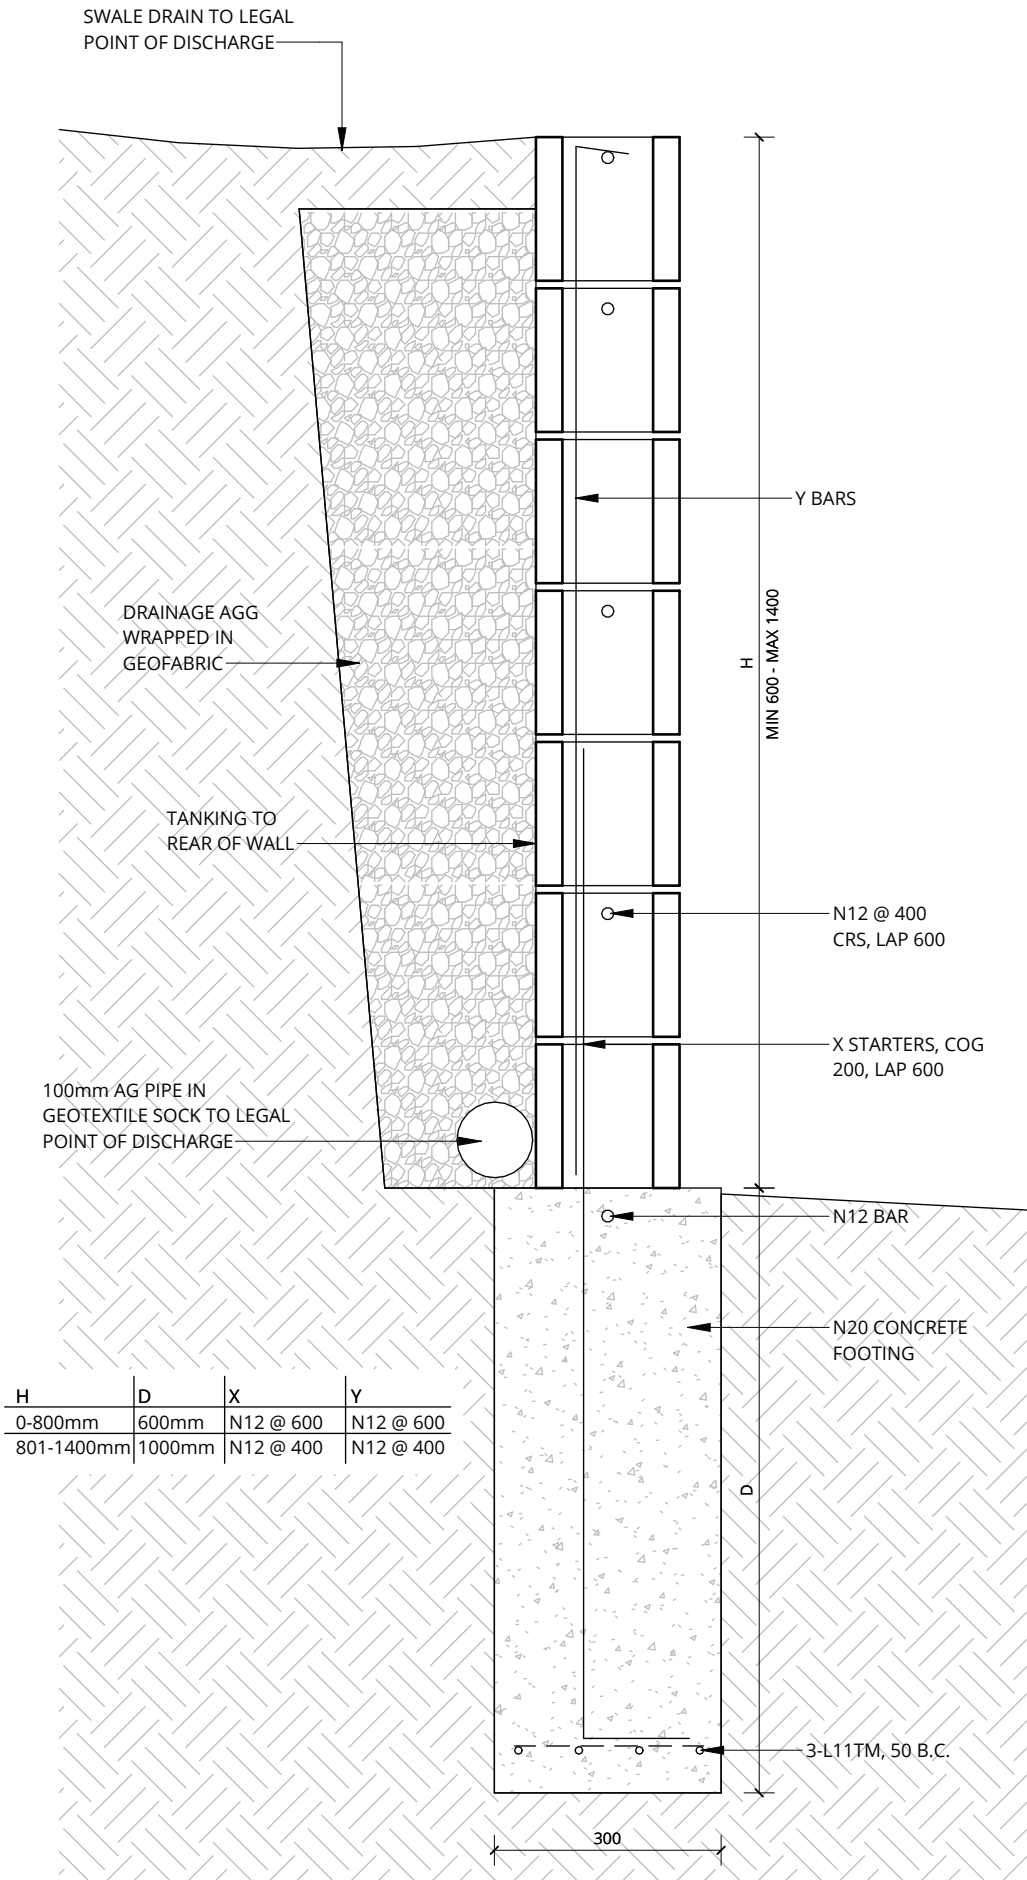 SWALE DRAIN TO LEGAL
POINT OF DISCHARGE
Y BARS
H
MIN 600 - MAX 1400
DRAINAGE AGG
WRAPPED IN
GEOFABRIC
TANKING TO
REAR OF WALL
N12 @ 400
CRS, LAP 600
X STARTERS, COG
200, LAP 600
100mm AG PIPE IN
GEOTEXTILE SOCK TO LEGAL
POINT OF DISCHARGE
N12 BAR
N20 CONCRETE
FOOTING
H D X Y
0-800mm 600mm N12 @ 600 N12 @ 600
801-1400mm 1000mm N12 @ 400 N12 @ 400
D
3-L11TM, 50 B.C.
300